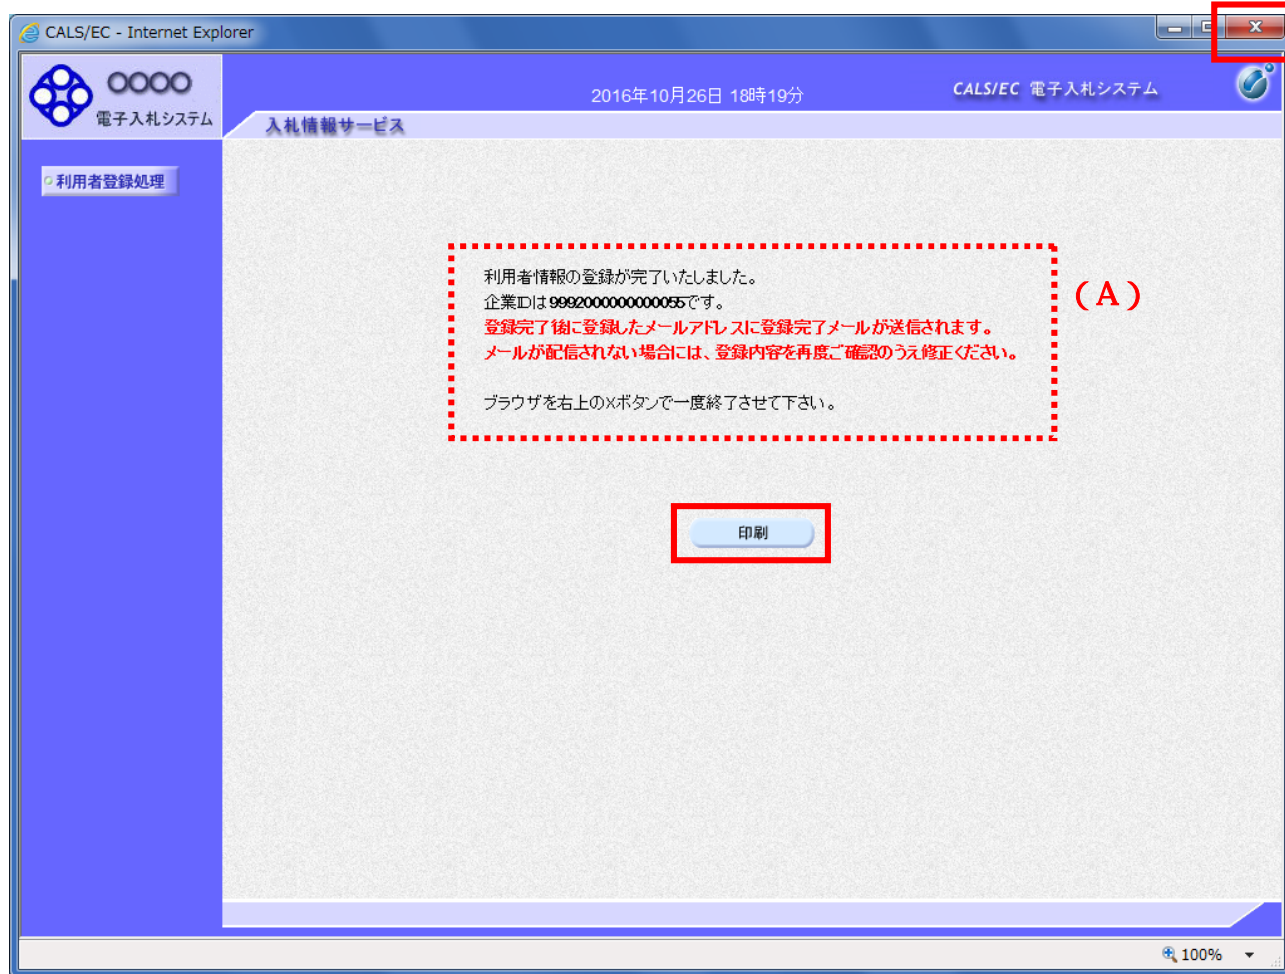 CALS/EC - Internet Explorer
〇〇〇〇
電子入札システム
2016年10月26日 18時19分
CALS/EC 電子入札システム
入札情報サービス
利用者登録処理
利用者情報の登録が完了いたしました。
企業IDは9992000000000055です。
登録完了後に登録したメールアドレスに登録完了メールが送信されます。
メールが配信されない場合には、登録内容を再度ご確認のうえ修正ください。
ブラウザを右上の×ボタンで一度終了させて下さい。
(A)
印刷
100%